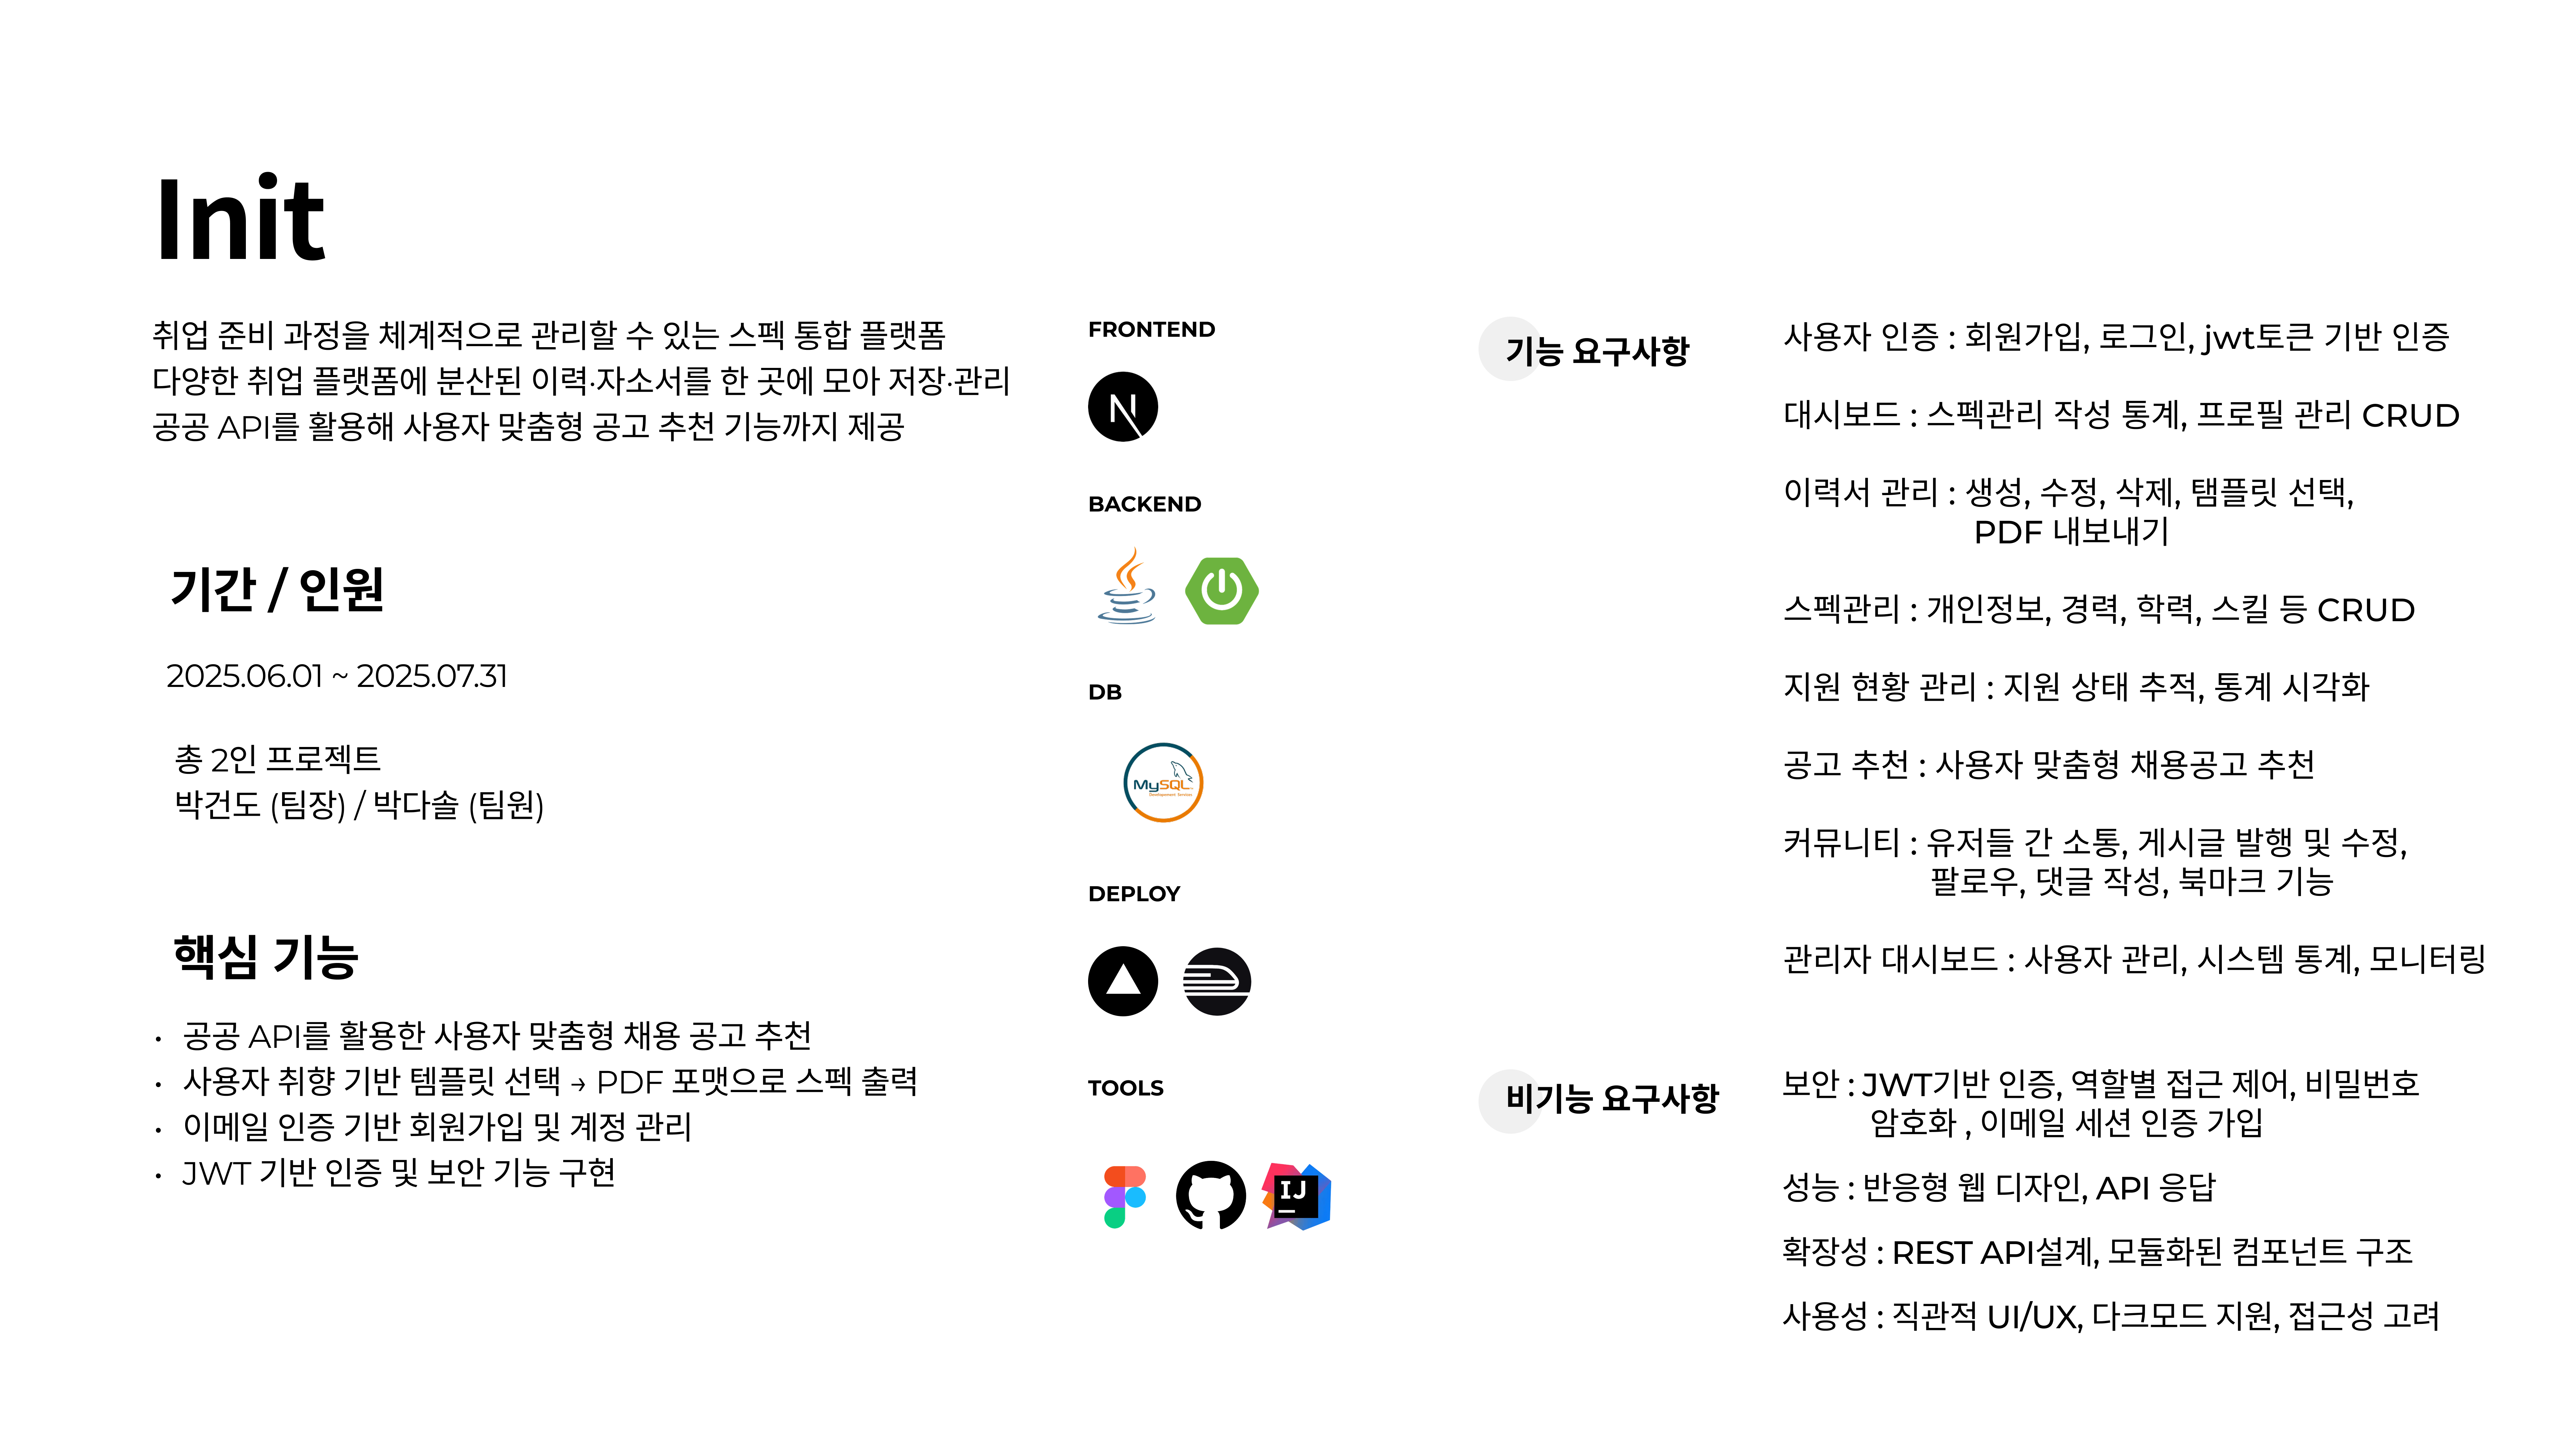 Init
취업 준비 과정을 체계적으로 관리할 수 있는 스펙 통합 플랫폼
다양한 취업 플랫폼에 분산된 이력·자소서를 한 곳에 모아 저장·관리
공공 API를 활용해 사용자 맞춤형 공고 추천 기능까지 제공
기간 / 인원
2025.06.01 ~ 2025.07.31
총 2인 프로젝트
박건도 (팀장) / 박다솔 (팀원)
핵심 기능
• 공공 API를 활용한 사용자 맞춤형 채용 공고 추천
• 사용자 취향 기반 템플릿 선택 → PDF 포맷으로 스펙 출력
• 이메일 인증 기반 회원가입 및 계정 관리
• JWT 기반 인증 및 보안 기능 구현
FRONTEND
N
BACKEND
DB
MySQL
DEPLOY
TOOLS
IJ
기능 요구사항
사용자 인증 : 회원가입, 로그인, jwt토큰 기반 인증
대시보드 : 스펙관리 작성 통계, 프로필 관리 CRUD
이력서 관리 : 생성, 수정, 삭제, 탬플릿 선택,
PDF 내보내기
스펙관리 : 개인정보, 경력, 학력, 스킬 등 CRUD
지원 현황 관리 : 지원 상태 추적, 통계 시각화
공고 추천 : 사용자 맞춤형 채용공고 추천
커뮤니티 : 유저들 간 소통, 게시글 발행 및 수정,
팔로우, 댓글 작성, 북마크 기능
관리자 대시보드 : 사용자 관리, 시스템 통계, 모니터링
비기능 요구사항
보안 : JWT기반 인증, 역할별 접근 제어, 비밀번호
암호화 , 이메일 세션 인증 가입
성능 : 반응형 웹 디자인, API 응답
확장성 : REST API설계, 모듈화된 컴포넌트 구조
사용성 : 직관적 UI/UX, 다크모드 지원, 접근성 고려